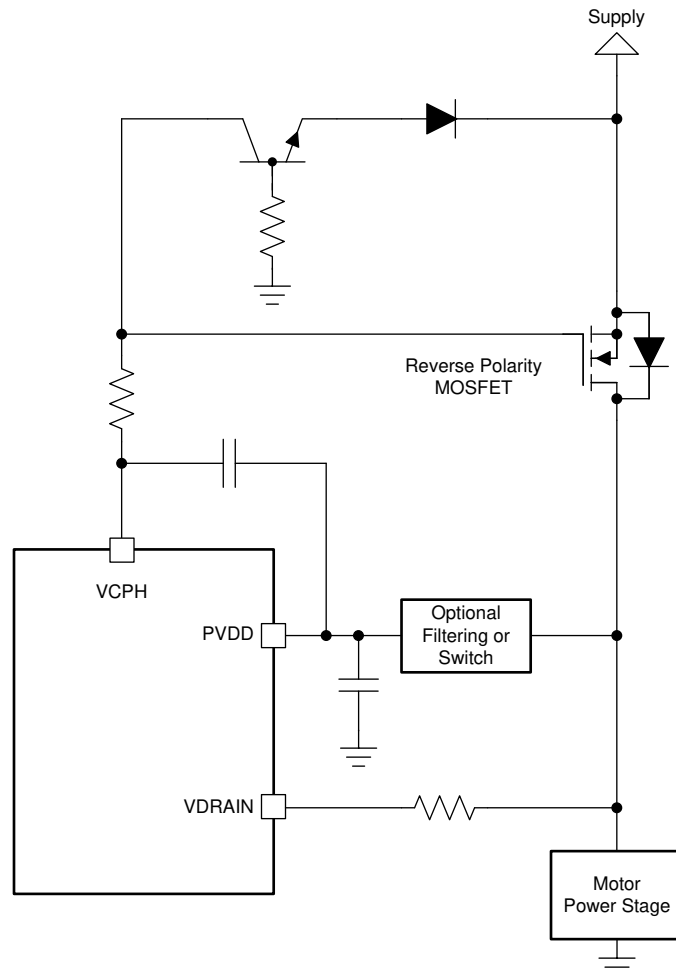 Supply
Reverse Polarity
MOSFET
VCPH
PVDD
Optional
Filtering or
Switch
VDRAIN
Motor
Power Stage